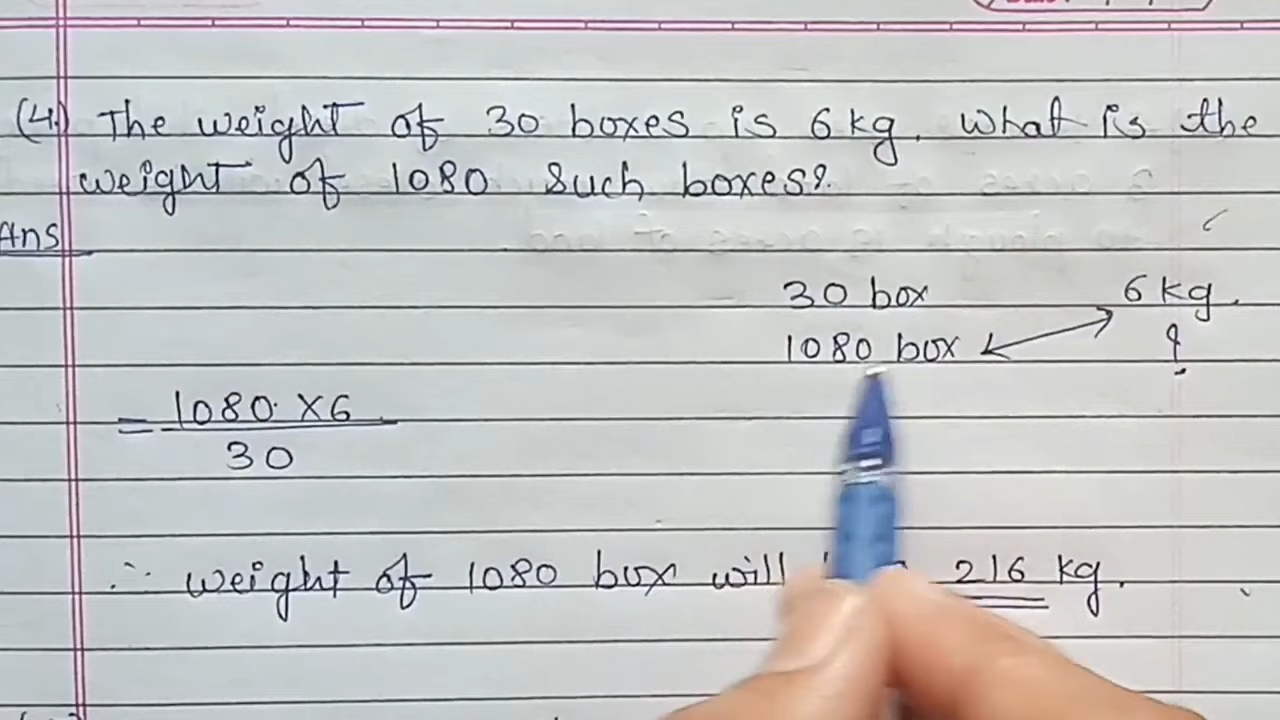 (4.) The weight of 30 boxes is 6 kg. What is the
weight of 1080 such boxes?
Ans
30 box 6 kg.
1080 box ?
= 1080 × 6
30
∴ weight of 1080 box will 216 kg.